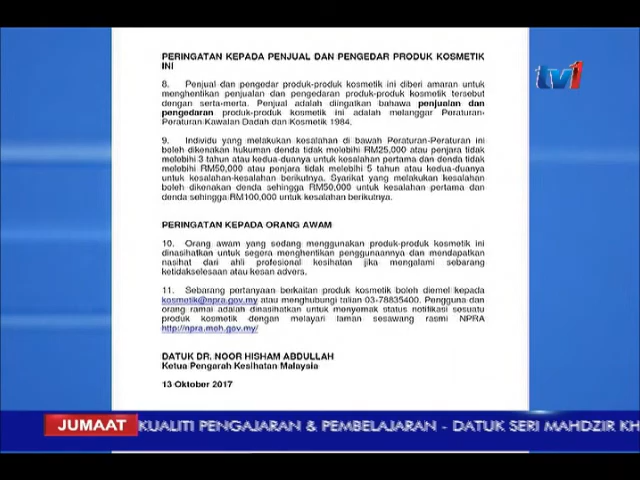 PERINGATAN KEPADA PENJUAL DAN PENGEDAR PRODUK KOSMETIK
INI
8. Penjual dan pengedar produk-produk kosmetik ini diberi amaran untuk
menghentikan penjualan dan pengedaran produk-produk kosmetik tersebut
dengan serta-merta. Penjual adalah diingatkan bahawa penjualan dan
pengedaran produk-produk kosmetik ini adalah melanggar Peraturan-
Peraturan Kawalan Dadah dan Kosmetik 1984.
9. Individu yang melakukan kesalahan di bawah Peraturan-Peraturan ini
boleh dikenakan hukuman denda tidak melebihi RM25,000 atau penjara tidak
melebihi 3 tahun atau kedua-duanya untuk kesalahan pertama dan denda tidak
melebihi RM50,000 atau penjara tidak melebihi 5 tahun atau kedua-duanya
untuk kesalahan-kesalahan berikutnya. Syarikat yang melakukan kesalahan
boleh dikenakan denda sehingga RM50,000 untuk kesalahan pertama dan
denda sehingga RM100,000 untuk kesalahan berikutnya.
PERINGATAN KEPADA ORANG AWAM
10. Orang awam yang sedang menggunakan produk-produk kosmetik ini
dinasihatkan untuk segera menghentikan penggunaannya dan mendapatkan
nasihat dari ahli profesional kesihatan jika mengalami sebarang
ketidakselesaan atau kesan advers.
11. Sebarang pertanyaan berkaitan produk kosmetik boleh diemel kepada
kosmetik@npra.gov.my atau menghubungi talian 03-78835400. Pengguna dan
orang ramai adalah dinasihatkan untuk menyemak status notifikasi sesuatu
produk kosmetik dengan melayari laman sesawang rasmi NPRA
http://npra.moh.gov.my/
DATUK DR. NOOR HISHAM ABDULLAH
Ketua Pengarah Kesihatan Malaysia
13 Oktober 2017
tv1
JUMAAT KUALITI PENGAJARAN & PEMBELAJARAN - DATUK SERI MAHDZIR KH